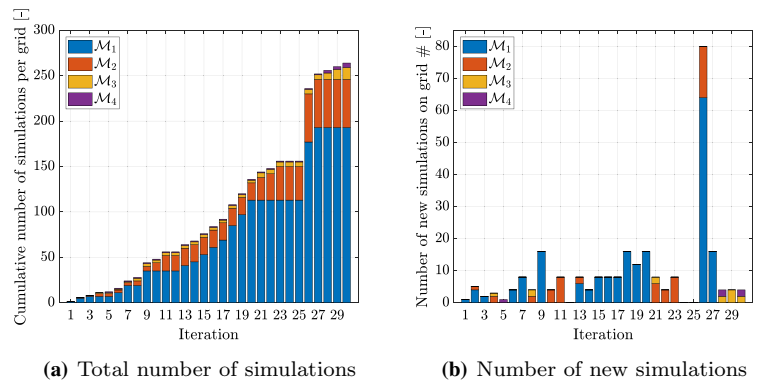 Cumulative number of simulations per grid [-]
300
250
200
150
100
50
0
M1
M2
M3
M4
1 3 5 7 9 11 13 15 17 19 21 23 25 27 29
Iteration
(a) Total number of simulations
Number of new simulations on grid # [-]
80
70
60
50
40
30
20
10
0
M1
M2
M3
M4
1 3 5 7 9 11 13 15 17 19 21 23 25 27 29
Iteration
(b) Number of new simulations